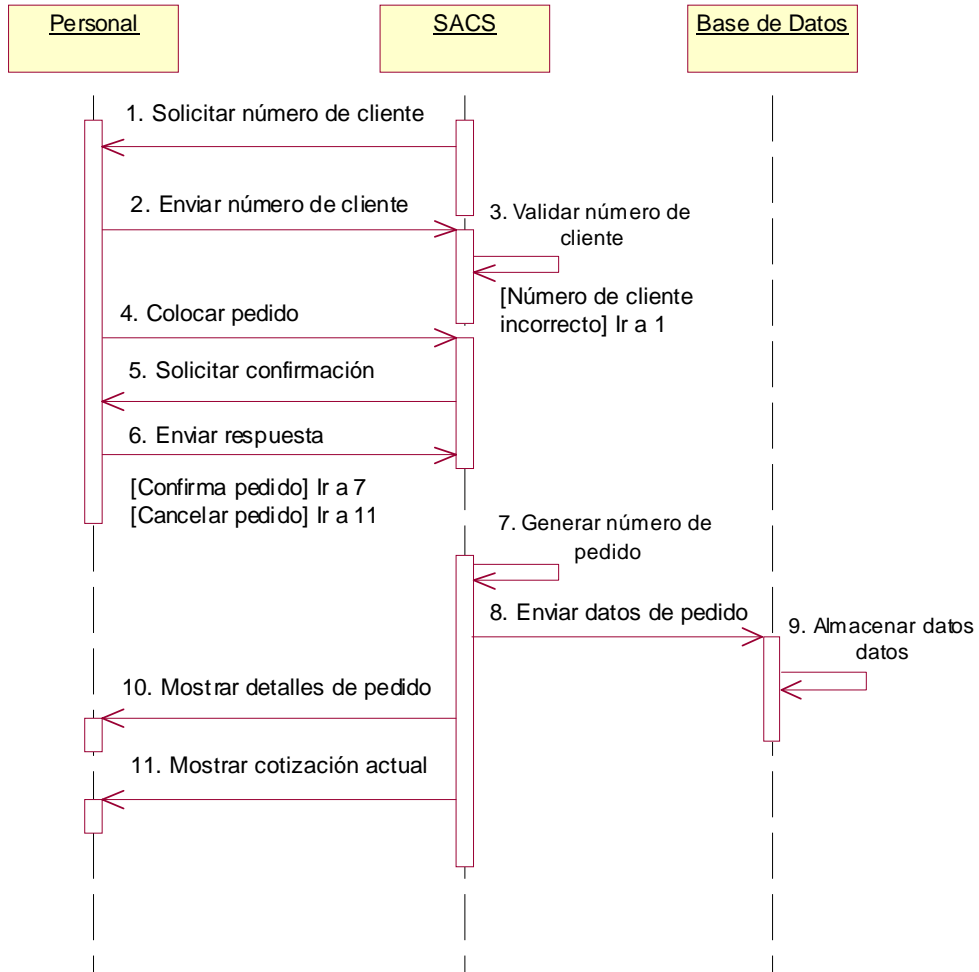 Personal
SACS
Base de Datos
1. Solicitar número de cliente
2. Enviar número de cliente
3. Validar número de
cliente
[Número de cliente
incorrecto] Ir a 1
4. Colocar pedido
5. Solicitar confirmación
6. Enviar respuesta
[Confirma pedido] Ir a 7
[Cancelar pedido] Ir a 11
7. Generar número de
pedido
8. Enviar datos de pedido
9. Almacenar datos
datos
10. Mostrar detalles de pedido
11. Mostrar cotización actual